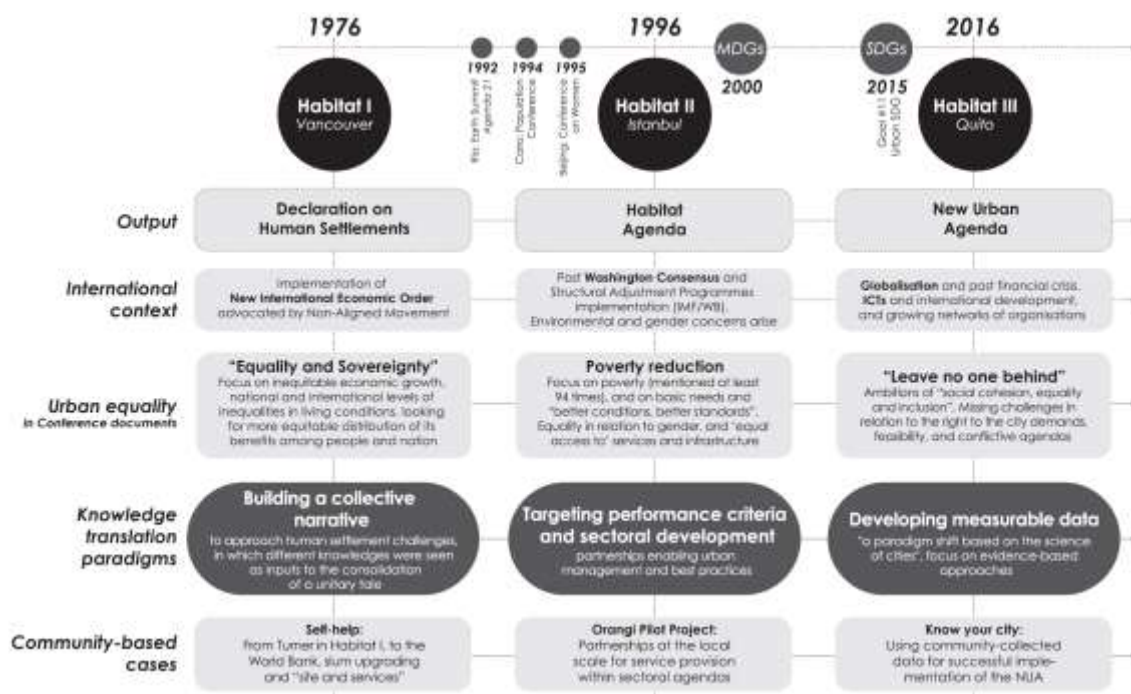 1976
1996
2016
MDGs
SDGs
1992
1994
1995
2000
2015
Rio: Earth Summit
Agenda 21
Cairo: Population
Conference
Beijing: Conference
on Women
Goal #11
Urban SDG
Habitat I
Vancouver
Habitat II
Istanbul
Habitat III
Quito
Output
Declaration on
Human Settlements
Habitat
Agenda
New Urban
Agenda
International
context
Implementation of
New International Economic Order
advocated by Non-Aligned Movement
Post Washington Consensus and
Structural Adjustment Programmes
implementation (IMF/WB).
Environmental and gender concerns arise
Globalisation and post financial crisis.
ICTs and international development,
and growing networks of organisations
Urban equality
in Conference documents
"Equality and Sovereignty"
Focus on inequitable economic growth,
national and international levels of
inequalities in living conditions, looking
for more equitable distribution of its
benefits among people and nation
Poverty reduction
Focus on poverty (mentioned at least
94 times), and on basic needs and
"better conditions, better standards".
Equality in relation to gender, and 'equal
access to' services and infrastructure
"Leave no one behind"
Ambitions of "social cohesion, equality
and inclusion". Missing challenges in
relation to the right to the city demands,
feasibility, and conflictive agendas
Knowledge
translation
paradigms
Building a collective
narrative
to approach human settlement challenges,
in which different knowledges were seen
as inputs to the consolidation
of a unitary tale
Targeting performance criteria
and sectoral development
partnerships enabling urban
management and best practices
Developing measurable data
"a paradigm shift based on the science
of cities", focus on evidence-based
approaches
Community-based
cases
Self-help:
From Turner in Habitat I, to the
World Bank, slum upgrading
and "site and services"
Orangi Pilot Project:
Partnerships at the local
scale for service provision
within sectoral agendas
Know your city:
Using community-collected
data for successful imple-
mentation of the NUA